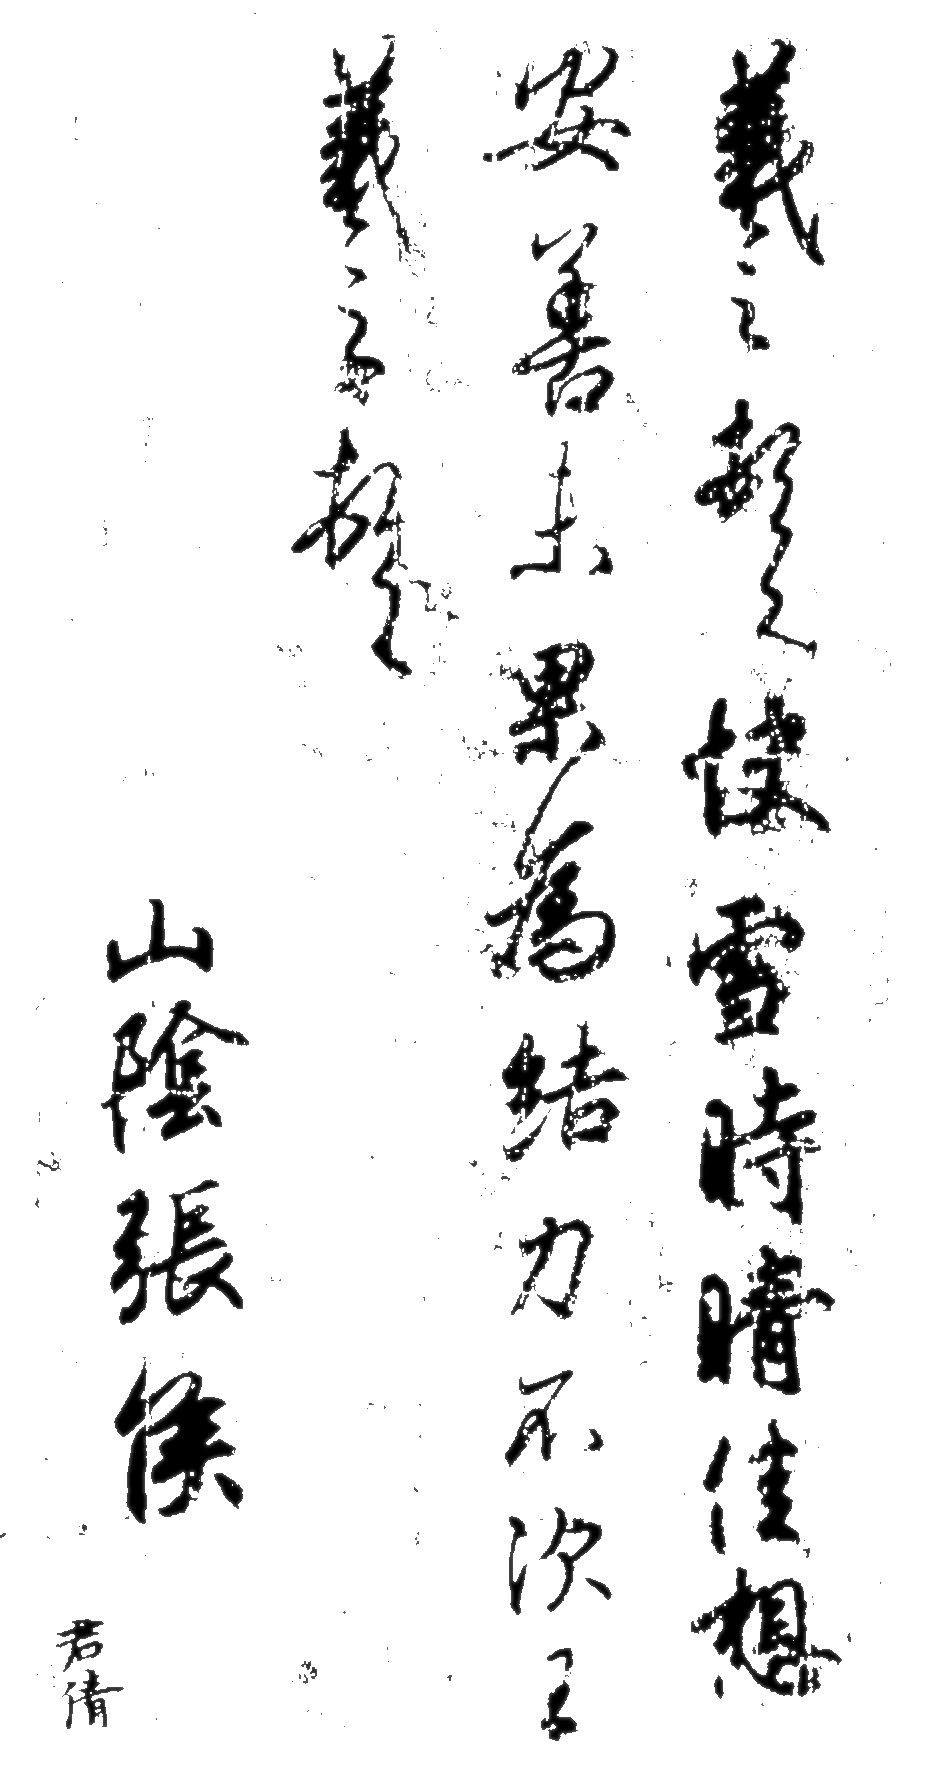 羲之頓首快雪時晴佳想
安善未果為結力不次王
羲之頓首
山陰張侯
君倩